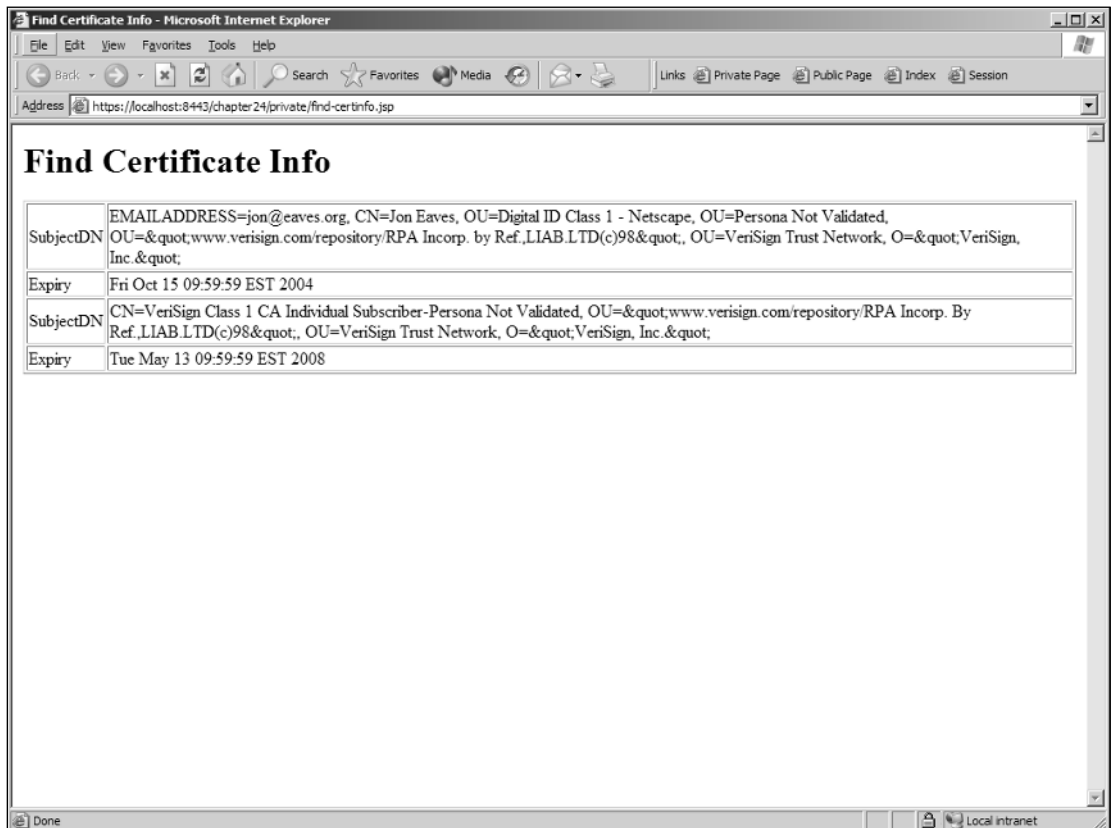 Find Certificate Info - Microsoft Internet Explorer
File Edit View Favorites Tools Help
Back Search Favorites Media Links Private Page Public Page Index Session
Address https://localhost:8443/chapter24/private/find-certinfo.jsp
Find Certificate Info
EMAILADDRESS=jon@eaves.org, CN=Jon Eaves, OU=Digital ID Class 1 - Netscape, OU=Persona Not Validated,
SubjectDN OU=&quot;www.verisign.com/repository/RPA Incorp. by Ref.,LIAB.LTD(c)98&quot;, OU=VeriSign Trust Network, O=&quot;VeriSign,
Inc.&quot;
Expiry Fri Oct 15 09:59:59 EST 2004
SubjectDN CN=VeriSign Class 1 CA Individual Subscriber-Persona Not Validated, OU=&quot;www.verisign.com/repository/RPA Incorp. By
Ref.,LIAB.LTD(c)98&quot;, OU=VeriSign Trust Network, O=&quot;VeriSign, Inc.&quot;
Expiry Tue May 13 09:59:59 EST 2008
Done Local intranet